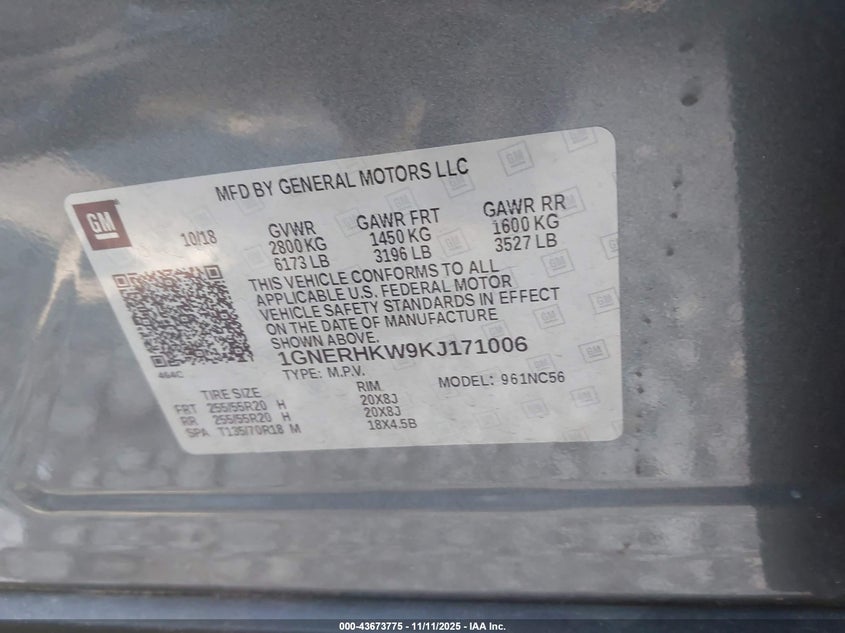 MFD BY GENERAL MOTORS LLC
GM
10/18
GVWR
2800 KG
6173 LB
GAWR FRT
1450 KG
3196 LB
GAWR RR
1600 KG
3527 LB
THIS VEHICLE CONFORMS TO ALL
APPLICABLE U.S. FEDERAL MOTOR
VEHICLE SAFETY STANDARDS IN EFFECT
ON THE DATE OF MANUFACTURE
SHOWN ABOVE.
1GNERHKW9KJ171006
464C
TYPE: M.P.V.
MODEL: 961NC56
TIRE SIZE
RIM
FRT 255/55R20 H 20X8J
RR 255/55R20 H 20X8J
SPA T135/70R18 M 18X4.5B
000-43673775 - 11/11/2025 - IAA Inc.